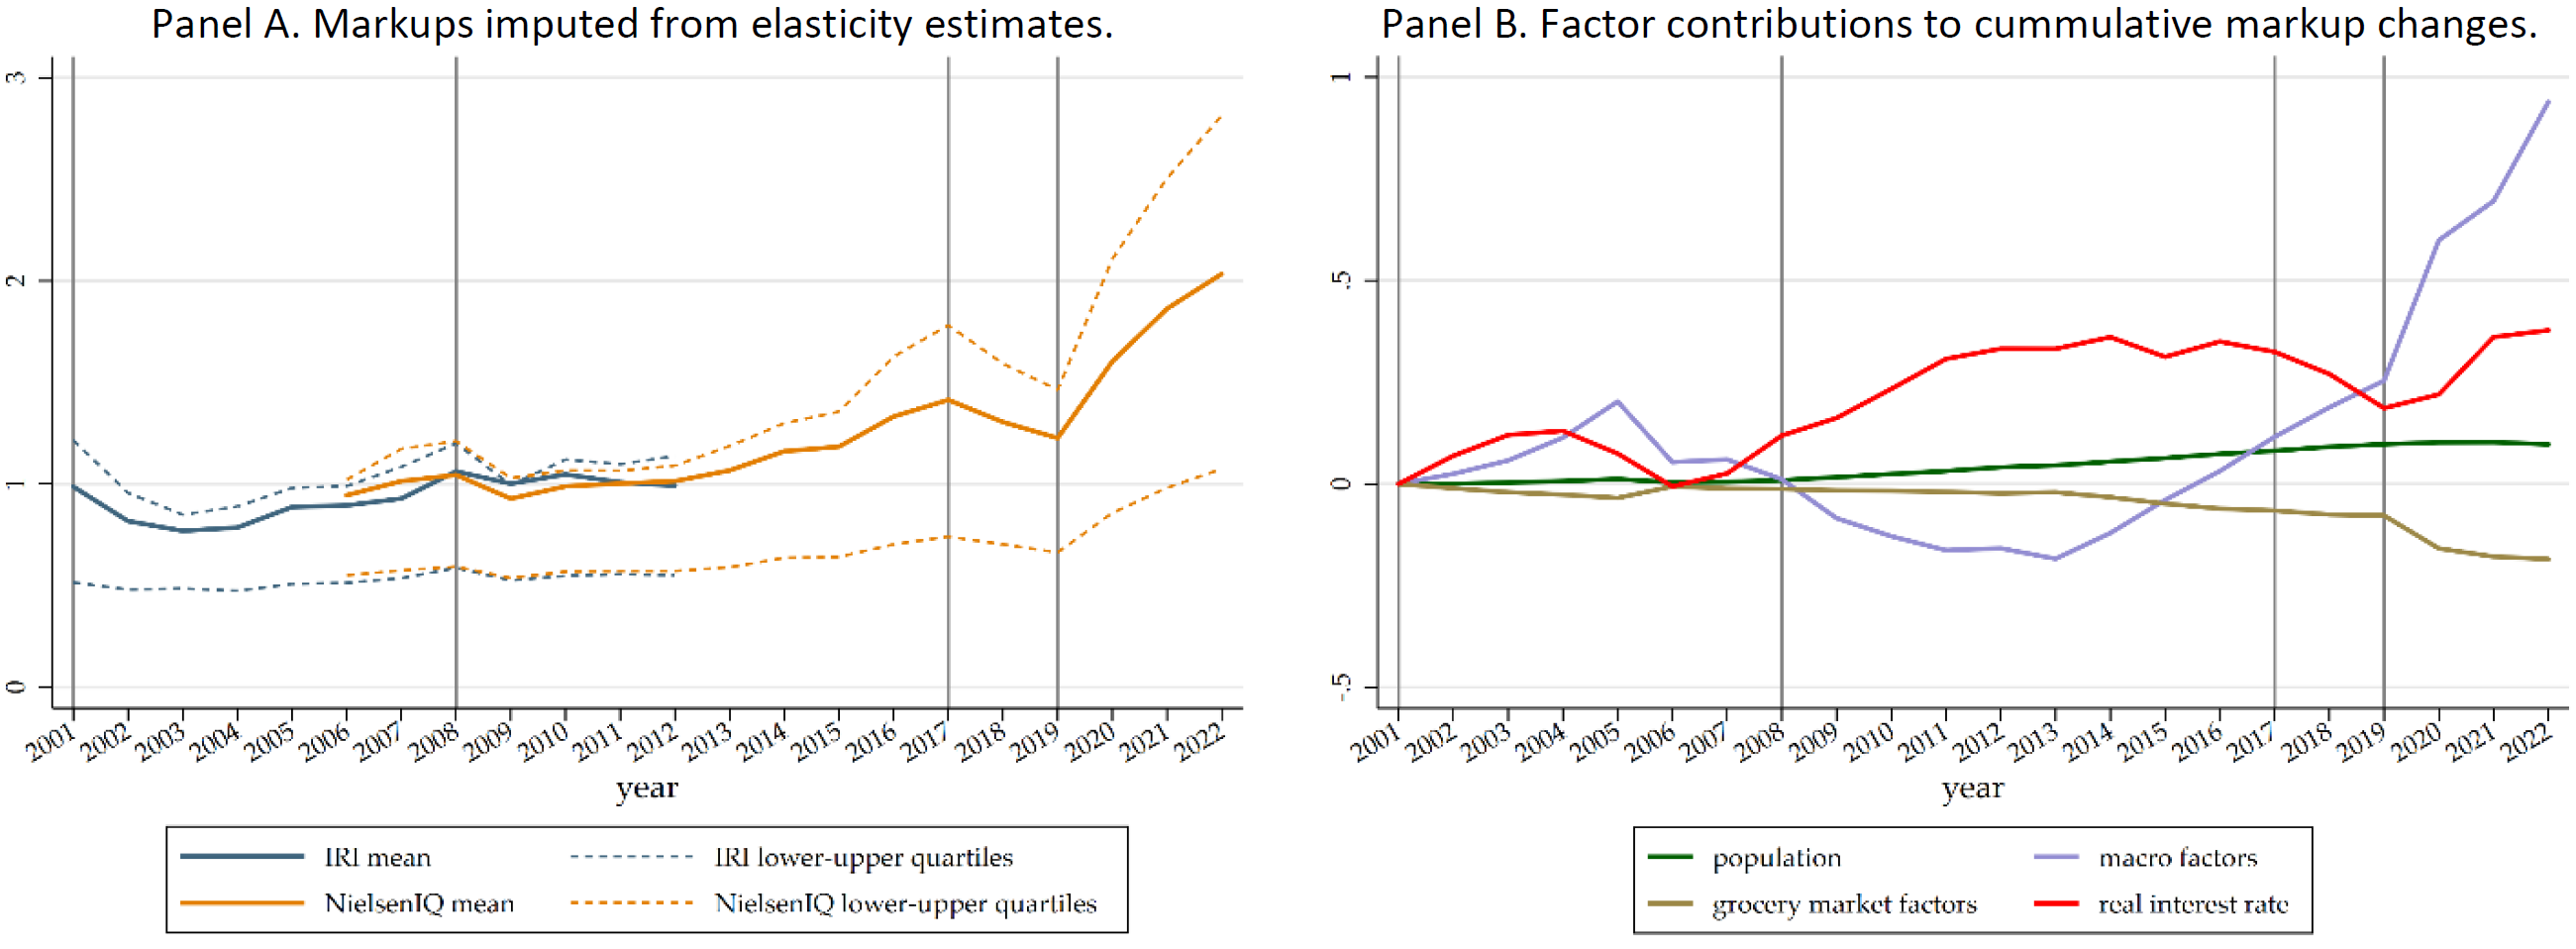 Panel A. Markups imputed from elasticity estimates.
3
2
1
0
2001 2002 2003 2004 2005 2006 2007 2008 2009 2010 2011 2012 2013 2014 2015 2016 2017 2018 2019 2020 2021 2022
year
IRI mean IRI lower-upper quartiles
NielsenIQ mean NielsenIQ lower-upper quartiles
Panel B. Factor contributions to cummulative markup changes.
1
.5
0
-.5
2001 2002 2003 2004 2005 2006 2007 2008 2009 2010 2011 2012 2013 2014 2015 2016 2017 2018 2019 2020 2021 2022
year
population macro factors
grocery market factors real interest rate